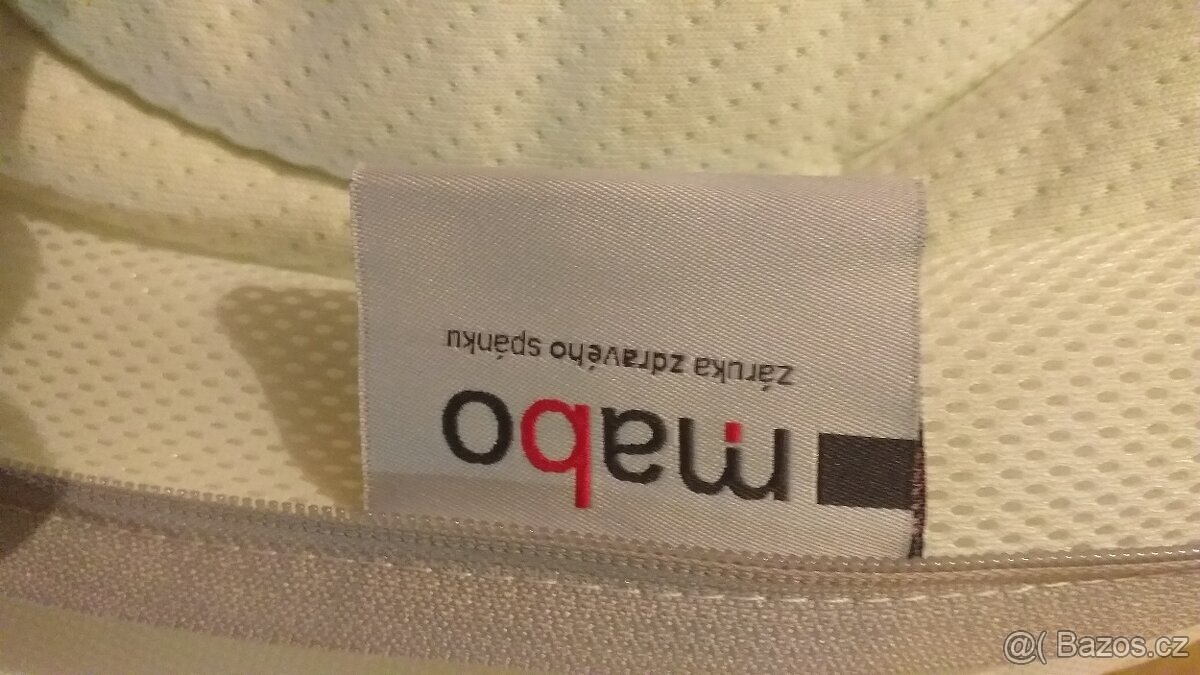 mabo
záruka zdravého spánku
@( Bazos.cz